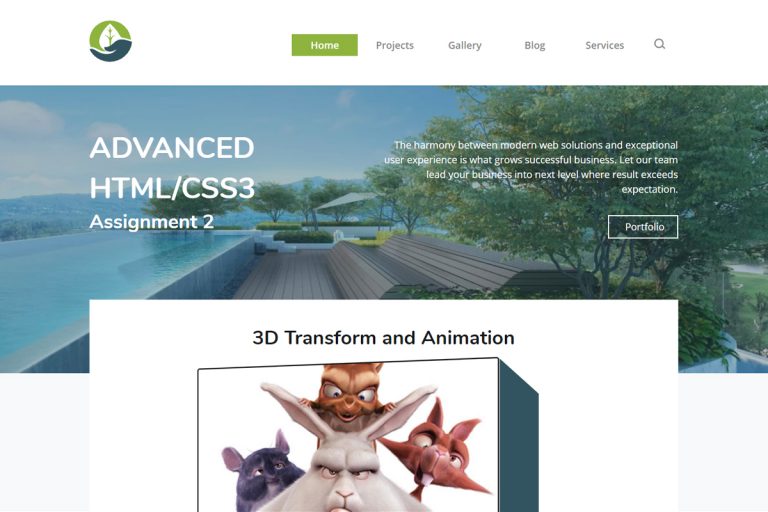 Home Projects Gallery Blog Services
ADVANCED
HTML/CSS3
Assignment 2
The harmony between modern web solutions and exceptional
user experience is what grows successful business. Let our team
lead your business into next level where result exceeds
expectation.
Portfolio
3D Transform and Animation